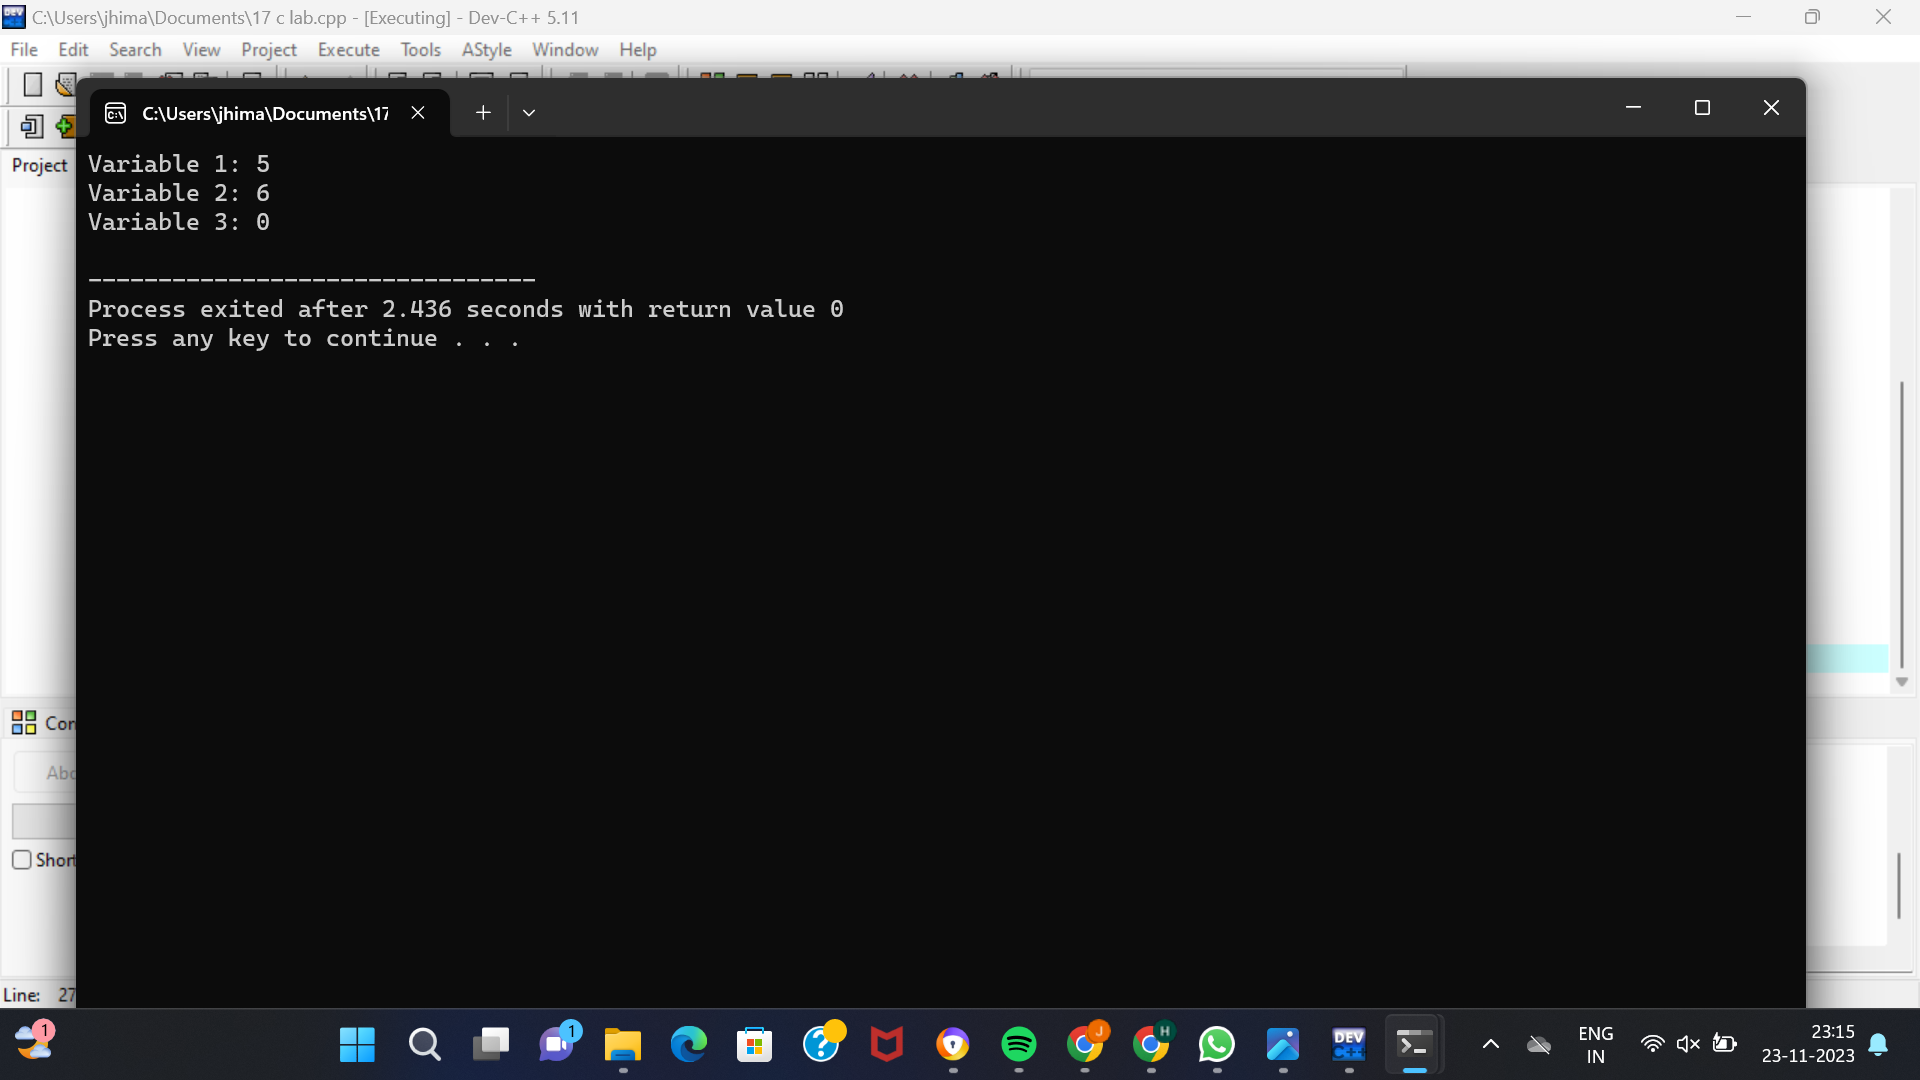 C:\Users\jhima\Documents\17 c lab.cpp - [Executing] - Dev-C++ 5.11
File Edit Search View Project Execute Tools AStyle Window Help
C:\Users\jhima\Documents\17
Project
Variable 1: 5
Variable 2: 6
Variable 3: 0
--------------------------------
Process exited after 2.436 seconds with return value 0
Press any key to continue . . .
Com
Abo
Short
Line: 27
1
1
J
H
DEV
C++
ENG
IN
23:15
23-11-2023